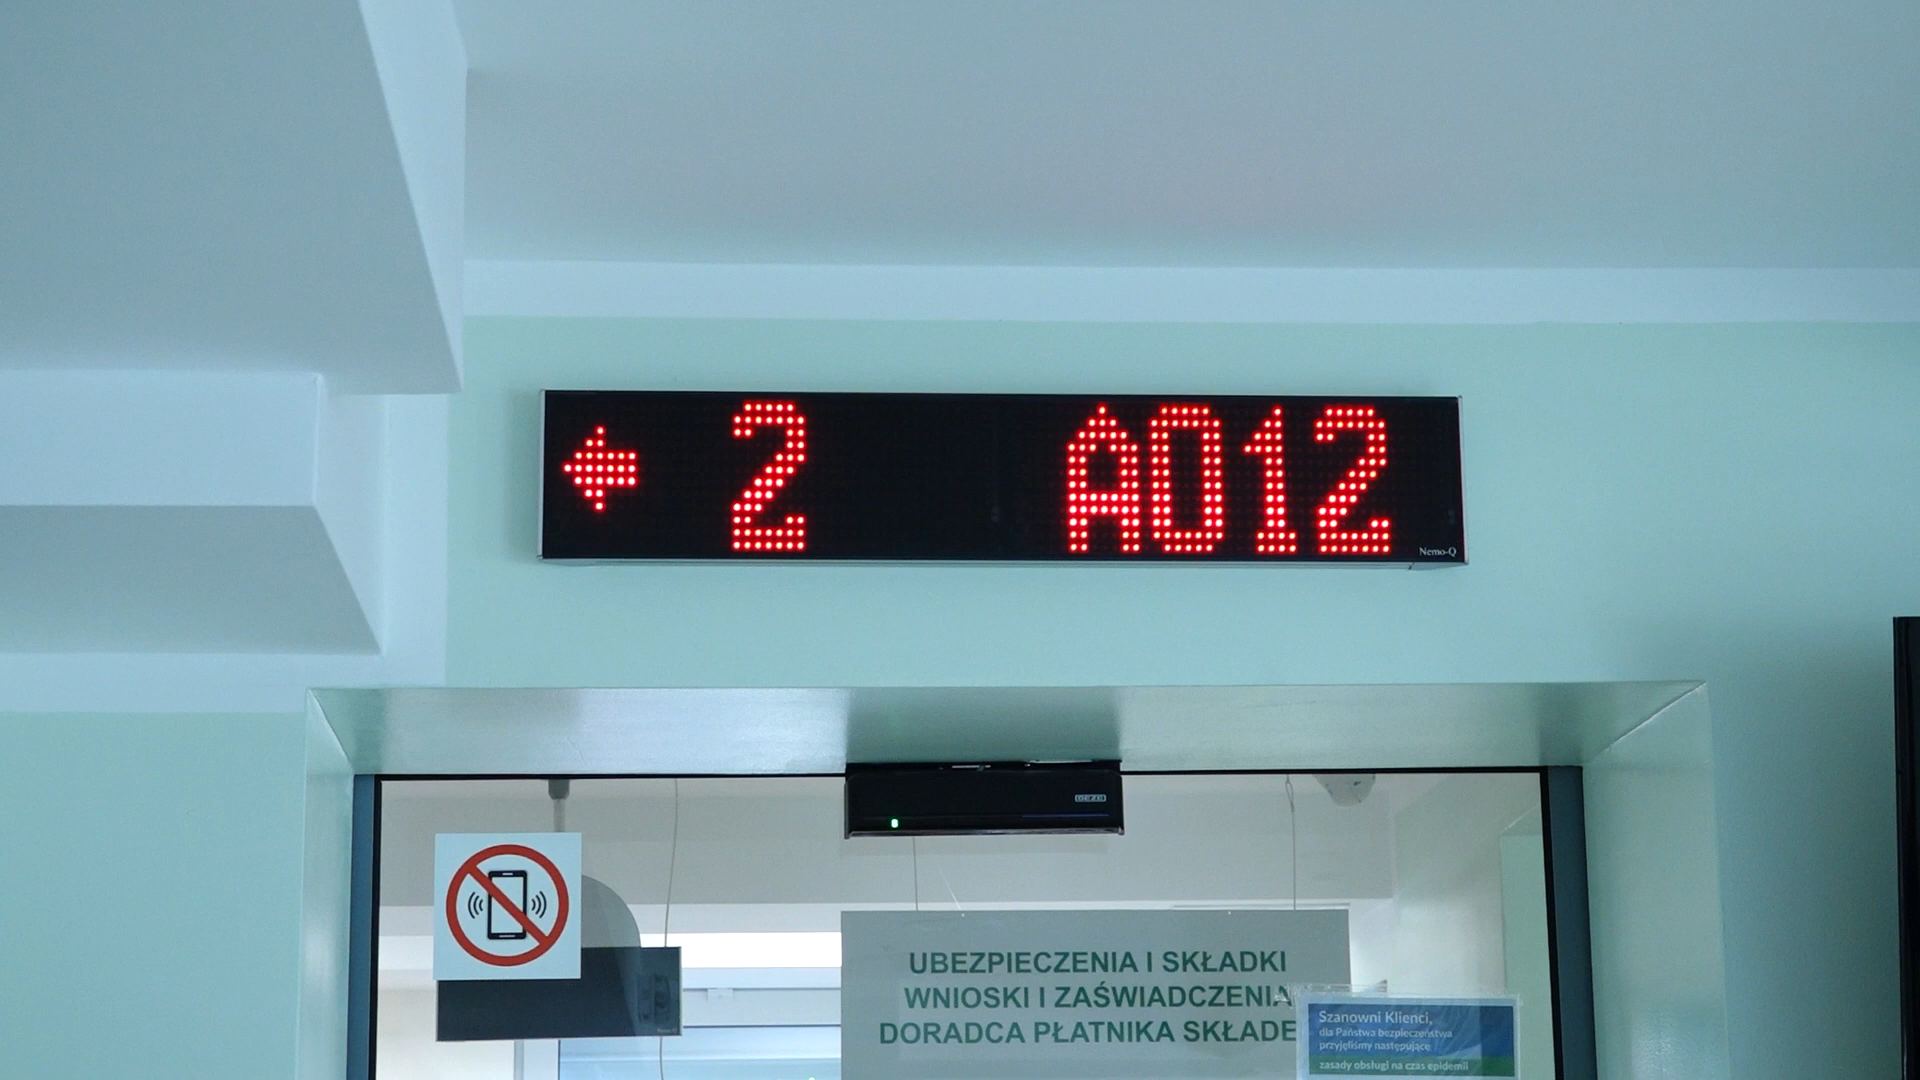 ← 2 A012
Nemo-Q
GEZE
UBEZPIECZENIA I SKŁADKI
WNIOSKI I ZAŚWIADCZENIA
DORADCA PŁATNIKA SKŁADE
Szanowni Klienci,
dla Państwa bezpieczeństwa
przyjęliśmy następujące
zasady obsługi na czas epidemii